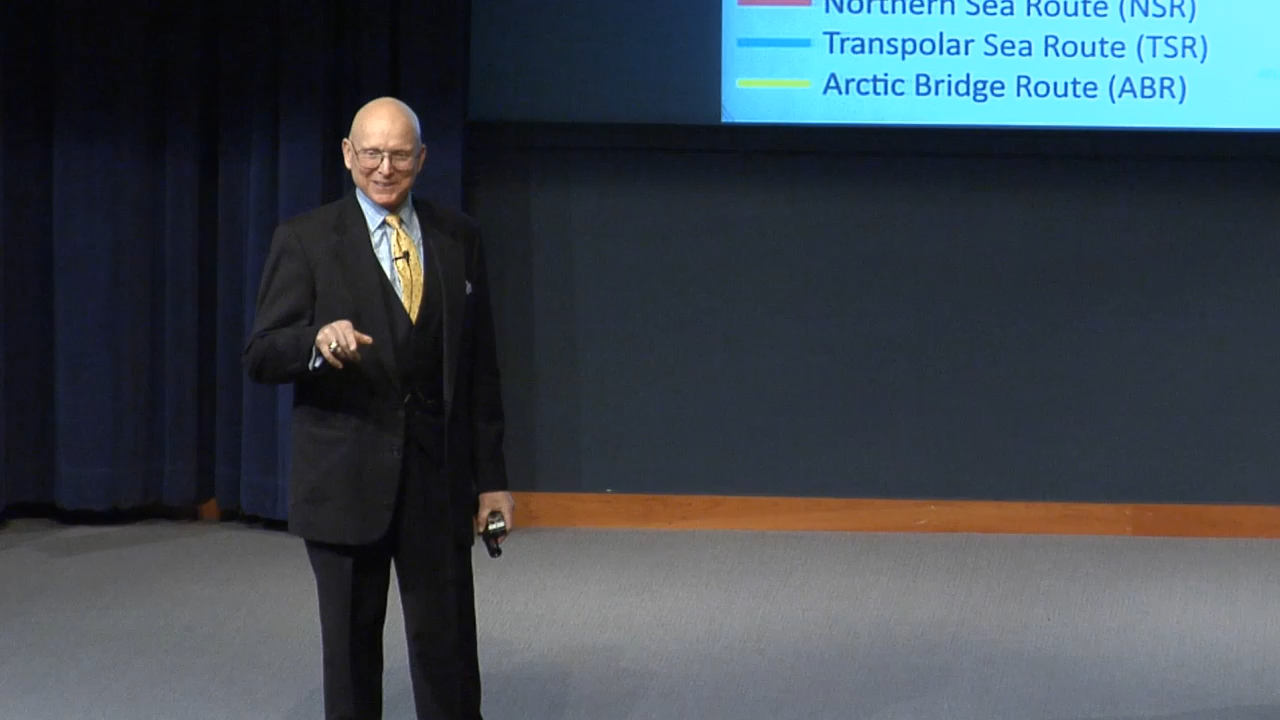 Northern Sea Route (NSR)
Transpolar Sea Route (TSR)
Arctic Bridge Route (ABR)